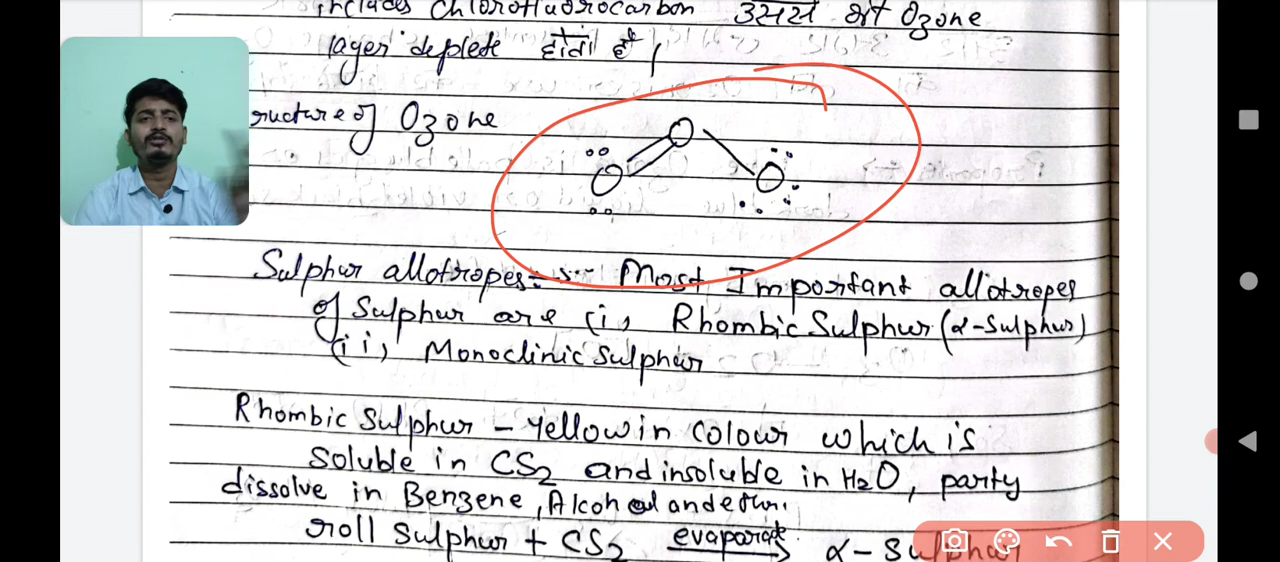 includes Chlorofluorocarbon उससे भी Ozone
layer deplete होता है,
ructure of Ozone
O O O
Sulphur allotropes:- Most Important allotropes
of Sulphur are (i, Rhombic Sulphur (α-Sulphur)
(ii, Monoclinic Sulphur
Rhombic Sulphur - Yellow in Colour which is
Soluble in CS2 and insoluble in H2O, party
dissolve in Benzene, Alcohol and ether.
roll Sulphur + CS2 evaporate → α-Sulphur